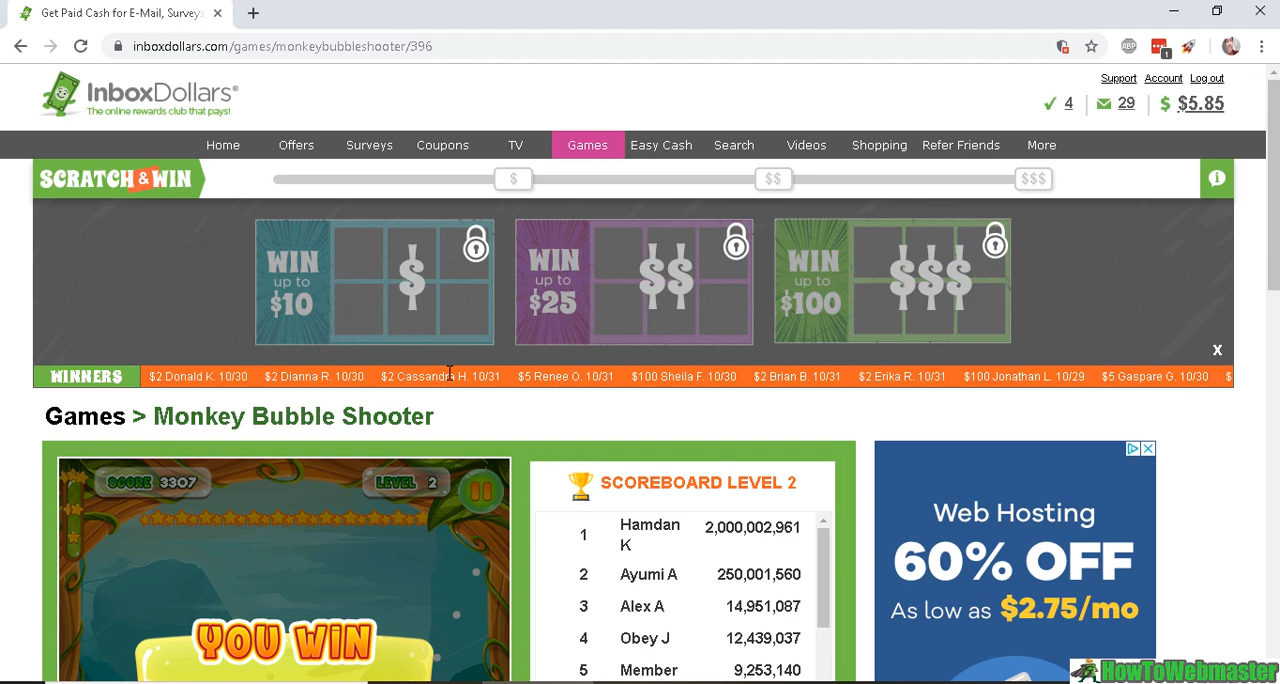 Get Paid Cash for E-Mail, Surveys
inboxdollars.com/games/monkeybubbleshooter/396
ABP
1
InboxDollars®
The online rewards club that pays!
Support Account Log out
4 29 $ $5.85
Home Offers Surveys Coupons TV Games Easy Cash Search Videos Shopping Refer Friends More
SCRATCH & WIN $ $$ $$$ i
WIN up to $10 $
WIN up to $25 $$
WIN up to $100 $$$
X
WINNERS $2 Donald K. 10/30 $2 Dianna R. 10/30 $2 Cassandra H. 10/31 $5 Renee O. 10/31 $100 Sheila F. 10/30 $2 Brian B. 10/31 $2 Erika R. 10/31 $100 Jonathan L. 10/29 $5 Gaspare G. 10/30 $
Games > Monkey Bubble Shooter
SCORE 3307 LEVEL 2
YOU WIN
SCOREBOARD LEVEL 2
1 Hamdan K 2,000,002,961
2 Ayumi A 250,001,560
3 Alex A 14,951,087
4 Obey J 12,439,037
5 Member 9,253,140
Web Hosting
60% OFF
As low as $2.75/mo
HowToWebmaster